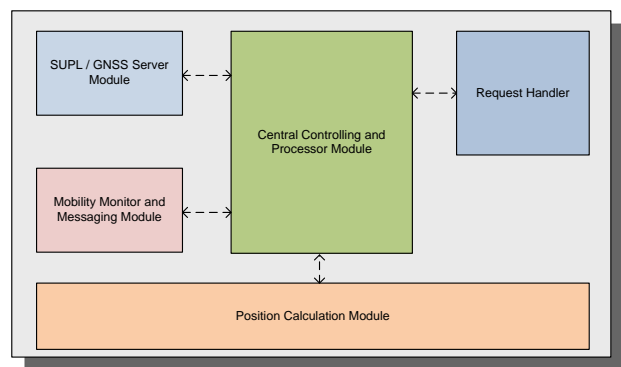 SUPL / GNSS Server
Module
Central Controlling and
Processor Module
Request Handler
Mobility Monitor and
Messaging Module
Position Calculation Module